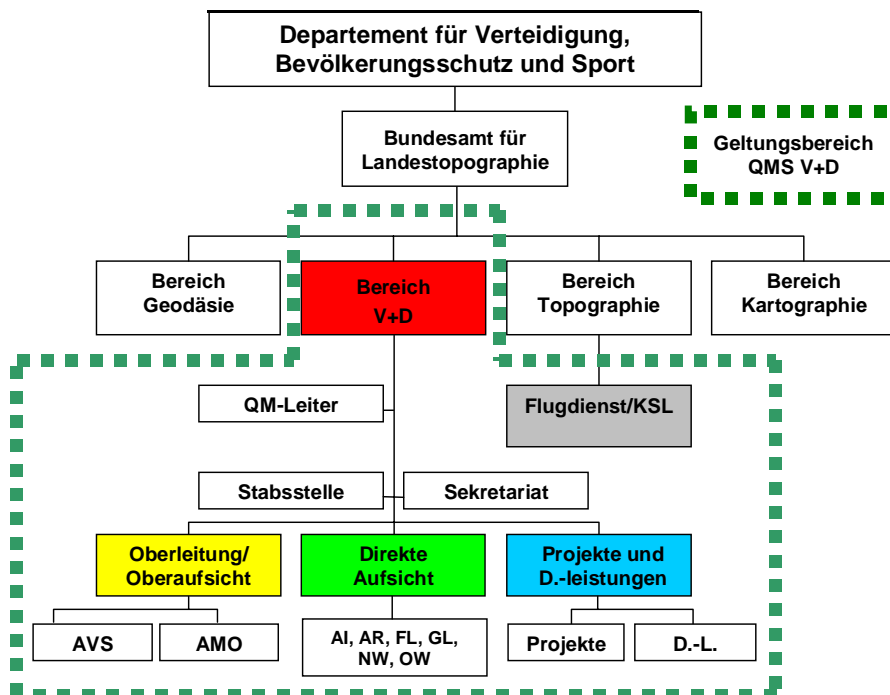 Departement für Verteidigung,
Bevölkerungsschutz und Sport
Bundesamt für
Landestopographie
Geltungsbereich
QMS V+D
Bereich
Geodäsie
Bereich
V+D
Bereich
Topographie
Bereich
Kartographie
QM-Leiter
Flugdienst/KSL
Stabsstelle
Sekretariat
Oberleitung/
Oberaufsicht
Direkte
Aufsicht
Projekte und
D.-leistungen
AVS
AMO
AI, AR, FL, GL,
NW, OW
Projekte
D.-L.